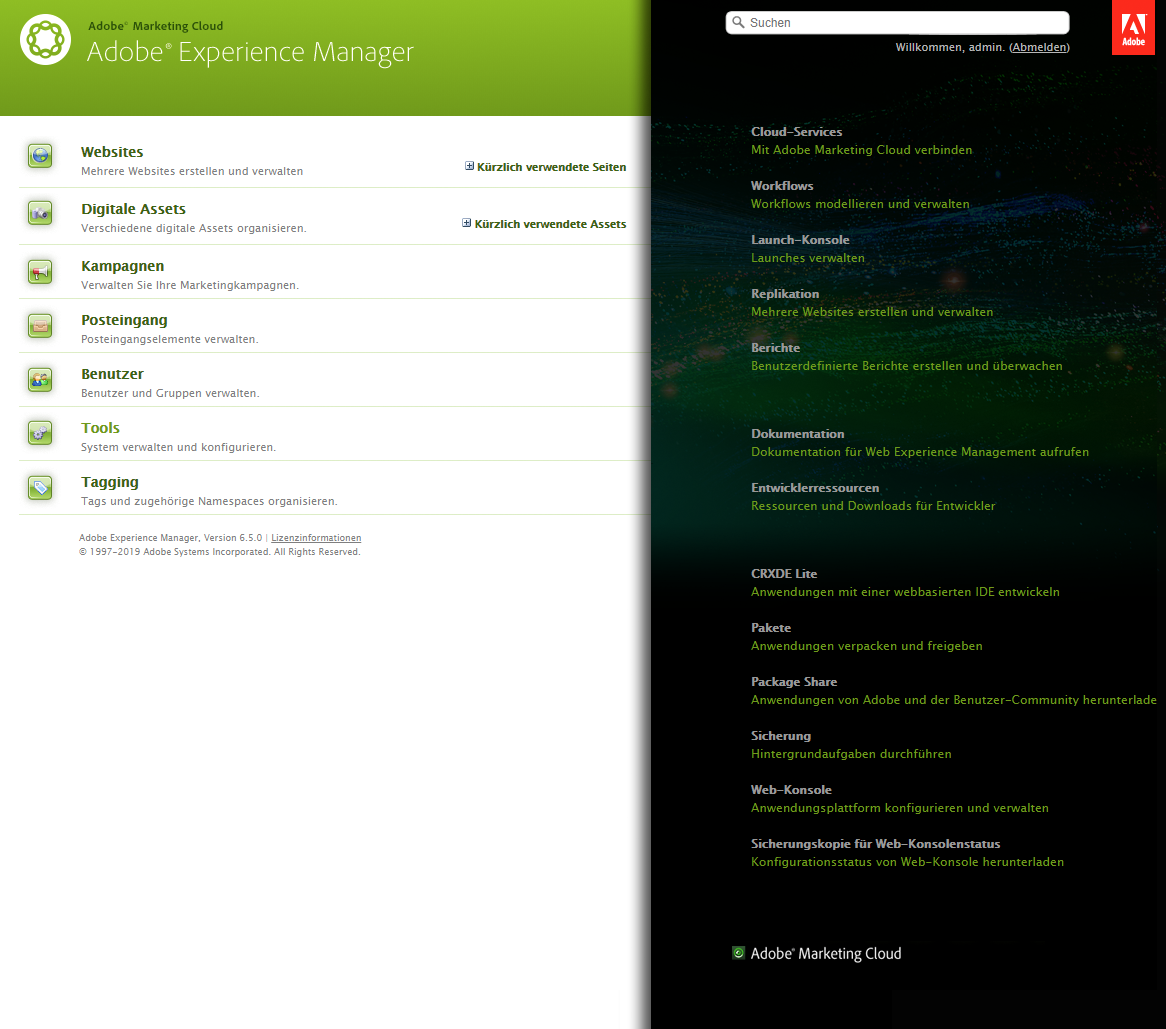 Adobe® Marketing Cloud
Adobe® Experience Manager
Websites
Mehrere Websites erstellen und verwalten
Kürzlich verwendete Seiten
Digitale Assets
Verschiedene digitale Assets organisieren.
Kürzlich verwendete Assets
Kampagnen
Verwalten Sie Ihre Marketingkampagnen.
Posteingang
Posteingangselemente verwalten.
Benutzer
Benutzer und Gruppen verwalten.
Tools
System verwalten und konfigurieren.
Tagging
Tags und zugehörige Namespaces organisieren.
Adobe Experience Manager, Version 6.5.0 | Lizenzinformationen
© 1997-2019 Adobe Systems Incorporated. All Rights Reserved.
Suchen
Willkommen, admin. (Abmelden)
Adobe
Cloud-Services
Mit Adobe Marketing Cloud verbinden
Workflows
Workflows modellieren und verwalten
Launch-Konsole
Launches verwalten
Replikation
Mehrere Websites erstellen und verwalten
Berichte
Benutzerdefinierte Berichte erstellen und überwachen
Dokumentation
Dokumentation für Web Experience Management aufrufen
Entwicklerressourcen
Ressourcen und Downloads für Entwickler
CRXDE Lite
Anwendungen mit einer webbasierten IDE entwickeln
Pakete
Anwendungen verpacken und freigeben
Package Share
Anwendungen von Adobe und der Benutzer-Community herunterlade
Sicherung
Hintergrundaufgaben durchführen
Web-Konsole
Anwendungsplattform konfigurieren und verwalten
Sicherungskopie für Web-Konsolenstatus
Konfigurationsstatus von Web-Konsole herunterladen
Adobe® Marketing Cloud